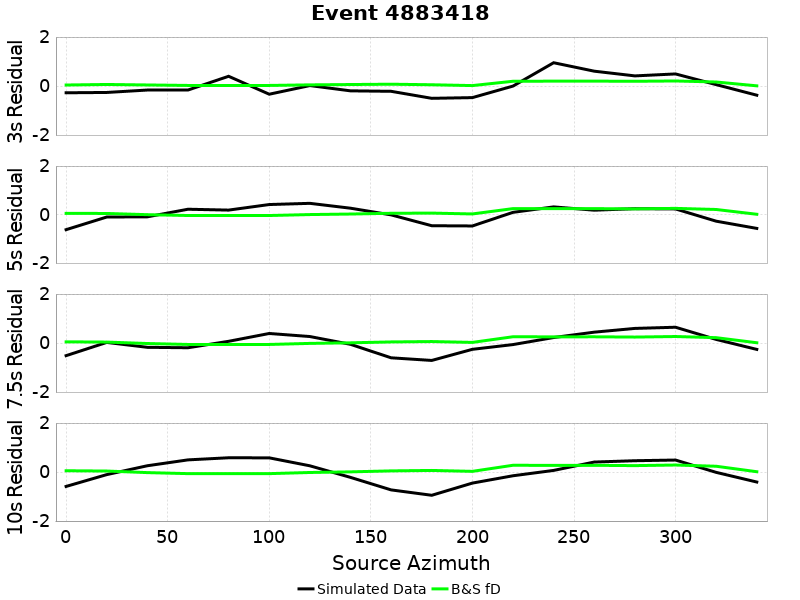 Event 4883418
3s Residual
2
0
-2
5s Residual
2
0
-2
7.5s Residual
2
0
-2
10s Residual
2
0
-2
0 50 100 150 200 250 300
Source Azimuth
Simulated Data B&S fD